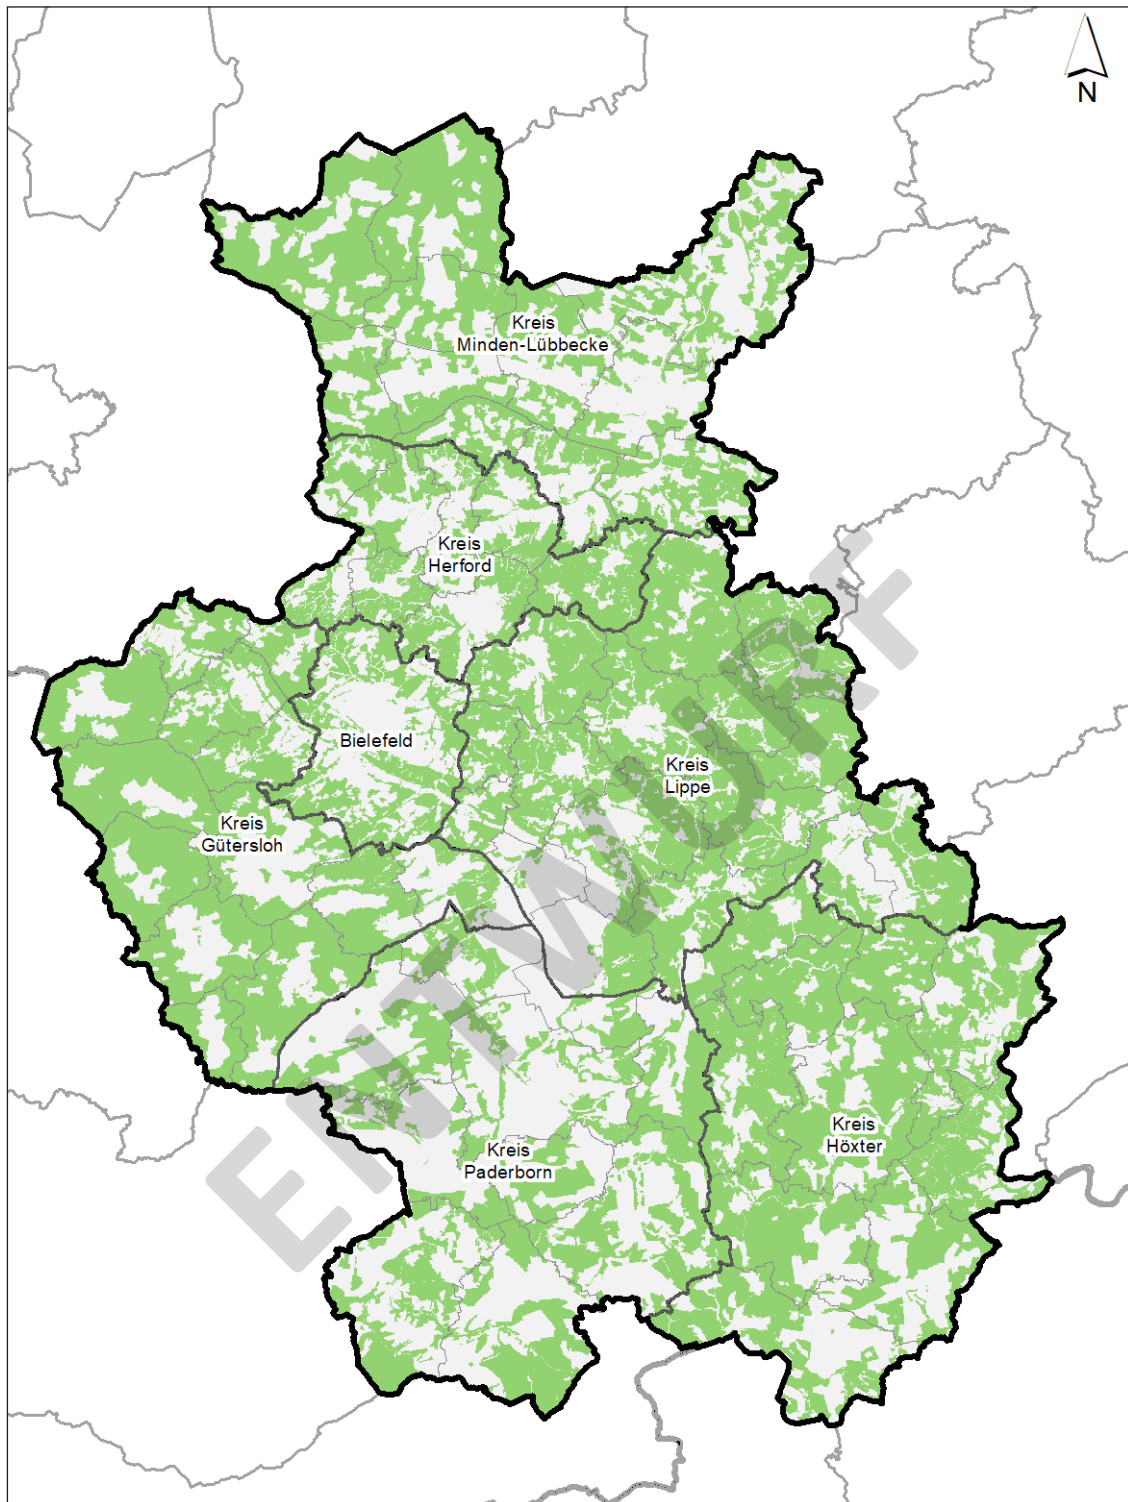 N
Kreis
Minden-Lübbecke
Kreis
Herford
Bielefeld
Kreis
Lippe
Kreis
Gütersloh
Kreis
Höxter
Kreis
Paderborn
ENTWURF